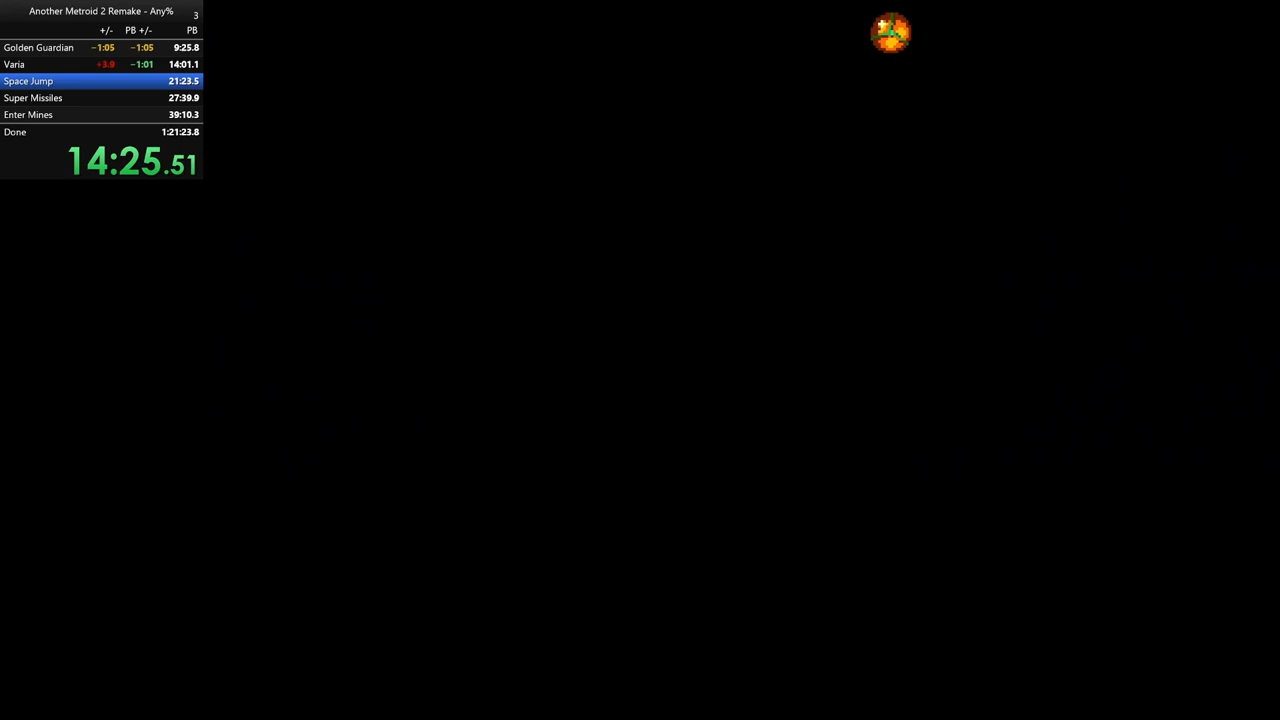 Another Metroid 2 Remake - Any%
3
+/- PB +/- PB
Golden Guardian −1:05 −1:05 9:25.8
Varia +3.9 −1:01 14:01.1
Space Jump 21:23.5
Super Missiles 27:39.9
Enter Mines 39:10.3
Done 1:21:23.8
14:25.51